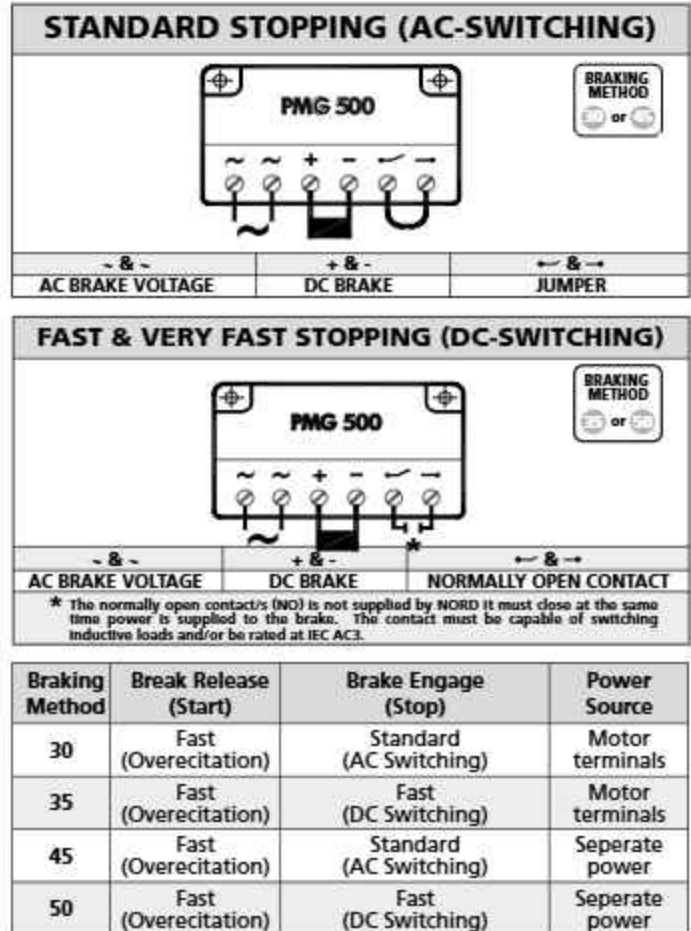 STANDARD STOPPING (AC-SWITCHING)
BRAKING
METHOD
30 or 45
PMG 500
~ ~ + -
~ & ~
+ & -
&
AC BRAKE VOLTAGE
DC BRAKE
JUMPER
FAST & VERY FAST STOPPING (DC-SWITCHING)
BRAKING
METHOD
or
PMG 500
~ ~ + -
~
*
~ & ~
+ & -
&
AC BRAKE VOLTAGE
DC BRAKE
NORMALLY OPEN CONTACT
* The normally open contact/s (NO) is not supplied by NORD it must close at the same
time power is supplied to the brake. The contact must be capable of switching
inductive loads and/or be rated at IEC AC3.
Braking
Method
Break Release
(Start)
Brake Engage
(Stop)
Power
Source
30
Fast
(Overecitation)
Standard
(AC Switching)
Motor
terminals
35
Fast
(Overecitation)
Fast
(DC Switching)
Motor
terminals
45
Fast
(Overecitation)
Standard
(AC Switching)
Seperate
power
50
Fast
(Overecitation)
Fast
(DC Switching)
Seperate
power